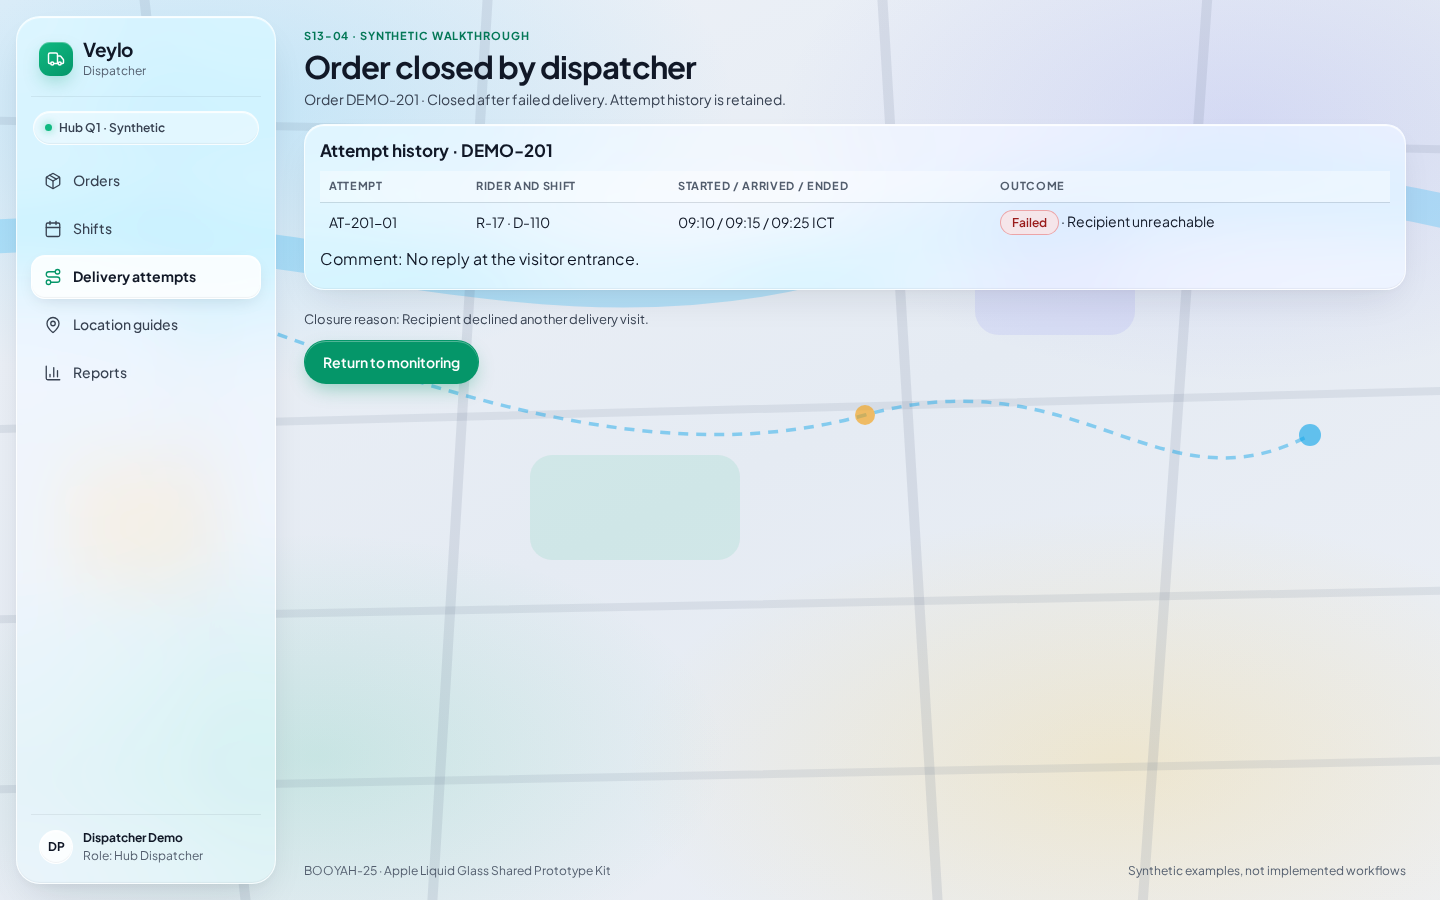 Veylo
Dispatcher
Hub Q1 · Synthetic
Orders
Shifts
Delivery attempts
Location guides
Reports
DP
Dispatcher Demo
Role: Hub Dispatcher
S13-04 · SYNTHETIC WALKTHROUGH
Order closed by dispatcher
Order DEMO-201 · Closed after failed delivery. Attempt history is retained.
Attempt history · DEMO-201
ATTEMPT RIDER AND SHIFT STARTED / ARRIVED / ENDED OUTCOME
AT-201-01 R-17 · D-110 09:10 / 09:15 / 09:25 ICT Failed · Recipient unreachable
Comment: No reply at the visitor entrance.
Closure reason: Recipient declined another delivery visit.
Return to monitoring
BOOYAH-25 · Apple Liquid Glass Shared Prototype Kit
Synthetic examples, not implemented workflows